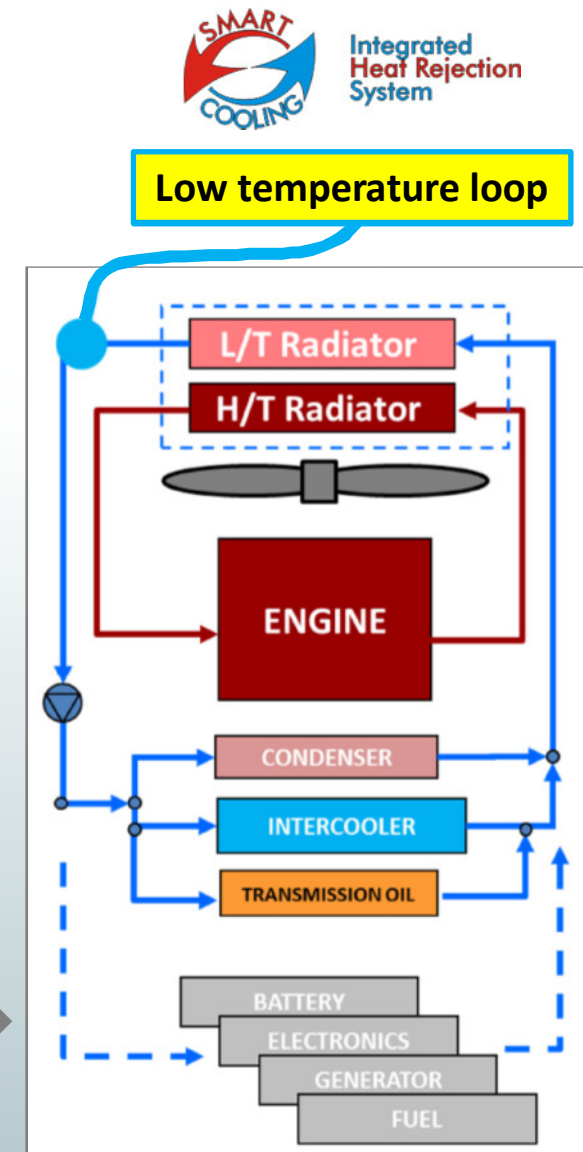 SMART
COOLING
Integrated
Heat Rejection
System
Low temperature loop
L/T Radiator
H/T Radiator
ENGINE
CONDENSER
INTERCOOLER
TRANSMISSION OIL
BATTERY
ELECTRONICS
GENERATOR
FUEL